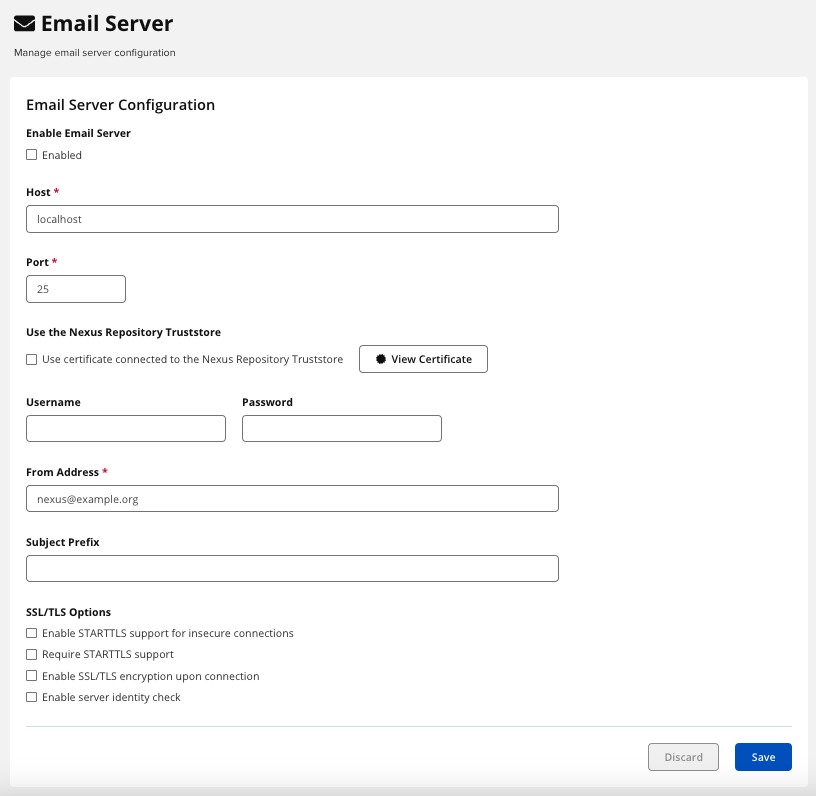 Email Server
Manage email server configuration
Email Server Configuration
Enable Email Server
Enabled
Host *
localhost
Port *
25
Use the Nexus Repository Truststore
Use certificate connected to the Nexus Repository Truststore View Certificate
Username Password
From Address *
nexus@example.org
Subject Prefix
SSL/TLS Options
Enable STARTTLS support for insecure connections
Require STARTTLS support
Enable SSL/TLS encryption upon connection
Enable server identity check
Discard Save